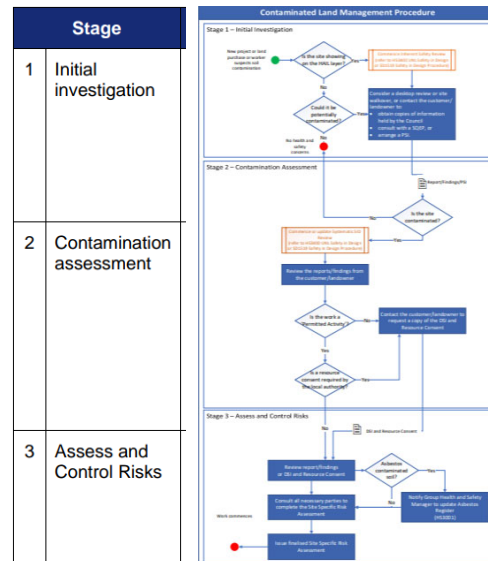 Stage
1 Initial
investigation
2 Contamination
assessment
3 Assess and
Control Risks
Contaminated Land Management Procedure
Stage 1 – Initial Investigation
New project or land
purchase or worker
suspects soil
contamination
Is the site showing
on the HAIL layer?
Yes
No
Could it be
potentially
contaminated?
Yes
No
No health and
safety
concerns
Consider a desktop review or site
walkover, or contact the customer/
landowner to:
• obtain copies of information
held by the Council
• consult with a SQEP, or
• arrange a PSI.
Stage 2 – Contamination Assessment
Report/Findings/PSI
Is the site
contaminated?
No
Yes
Review the reports/findings from
the customer/landowner
Is the work a
'Permitted Activity'?
No
Contact the customer/landowner to
request a copy of the DSI and
Resource Consent
Yes
Is a resource
consent required by
the local authority?
Yes
No
Stage 3 – Assess and Control Risks
DSI and Resource Consent
Review report/findings
or DSI and Resource Consent
Asbestos
contaminated
soil?
Yes
No
Notify Group Health and Safety
Manager to update Asbestos
Register
Consult all necessary parties to
complete the Site Specific Risk
Assessment
Work commences
Issue finalised Site Specific Risk
Assessment